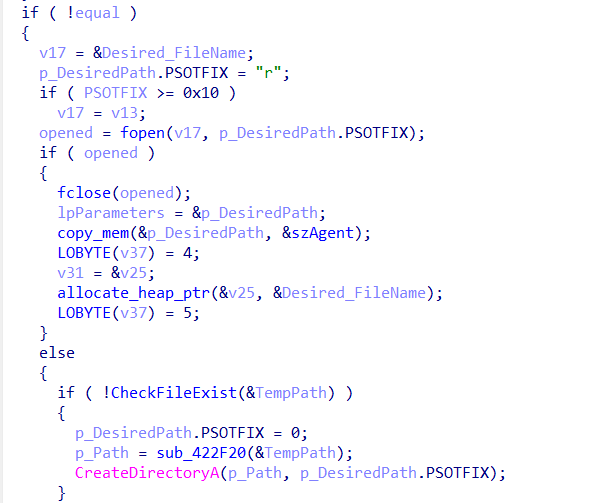 if ( !equal )
{
v17 = &Desired_FileName;
p_DesiredPath.PSOTFIX = "r";
if ( PSOTFIX >= 0x10 )
v17 = v13;
opened = fopen(v17, p_DesiredPath.PSOTFIX);
if ( opened )
{
fclose(opened);
lpParameters = &p_DesiredPath;
copy_mem(&p_DesiredPath, &szAgent);
LOBYTE(v37) = 4;
v31 = &v25;
allocate_heap_ptr(&v25, &Desired_FileName);
LOBYTE(v37) = 5;
}
else
{
if ( !CheckFileExist(&TempPath) )
{
p_DesiredPath.PSOTFIX = 0;
p_Path = sub_422F20(&TempPath);
CreateDirectoryA(p_Path, p_DesiredPath.PSOTFIX);
}